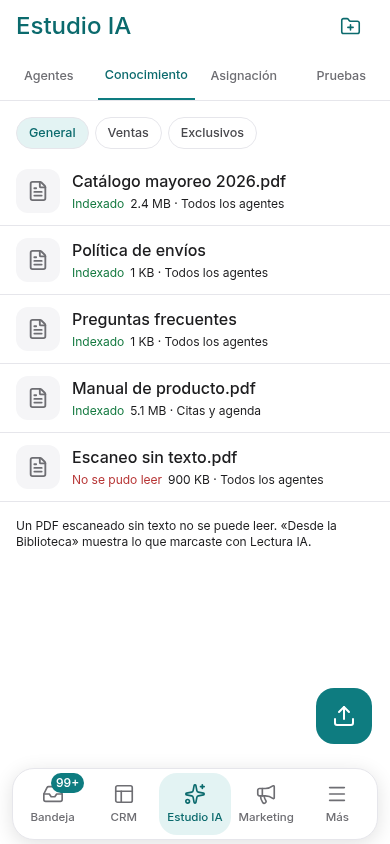 Estudio IA
Agentes
Conocimiento
Asignación
Pruebas
General
Ventas
Exclusivos
Catálogo mayoreo 2026.pdf
Indexado 2.4 MB · Todos los agentes
Política de envíos
Indexado 1 KB · Todos los agentes
Preguntas frecuentes
Indexado 1 KB · Todos los agentes
Manual de producto.pdf
Indexado 5.1 MB · Citas y agenda
Escaneo sin texto.pdf
No se pudo leer 900 KB · Todos los agentes
Un PDF escaneado sin texto no se puede leer. «Desde la
Biblioteca» muestra lo que marcaste con Lectura IA.
99+
Bandeja
CRM
Estudio IA
Marketing
Más